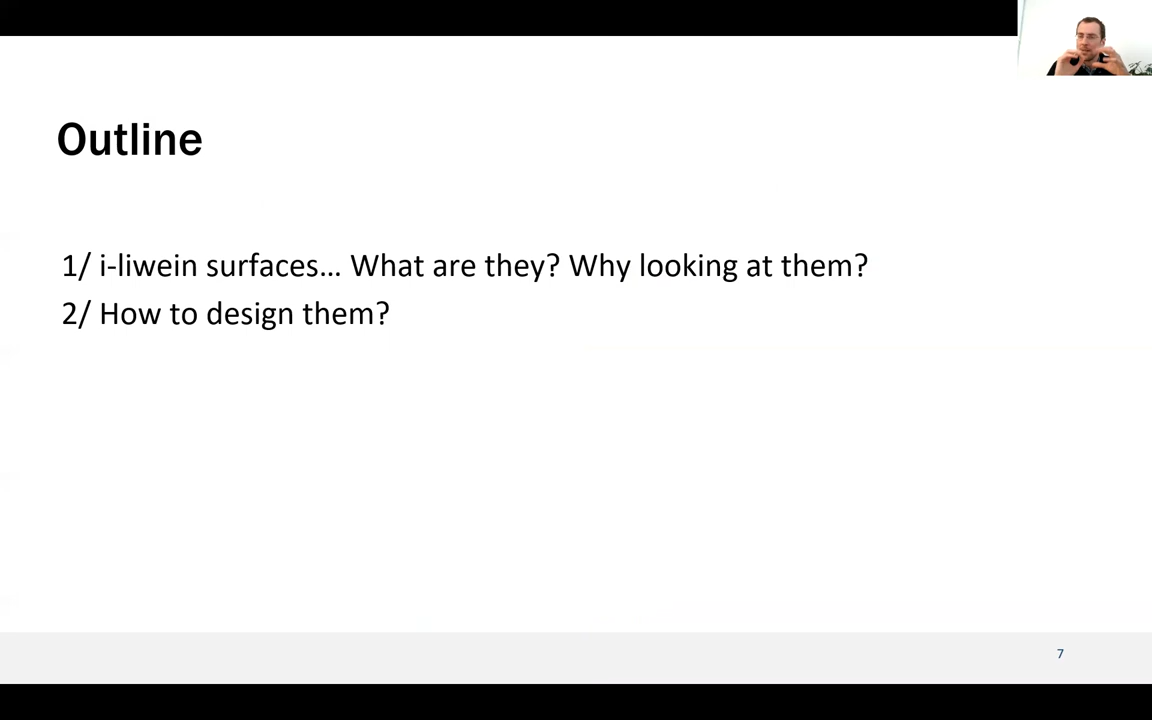 Outline
1/ i-liwein surfaces… What are they? Why looking at them?
2/ How to design them?
7